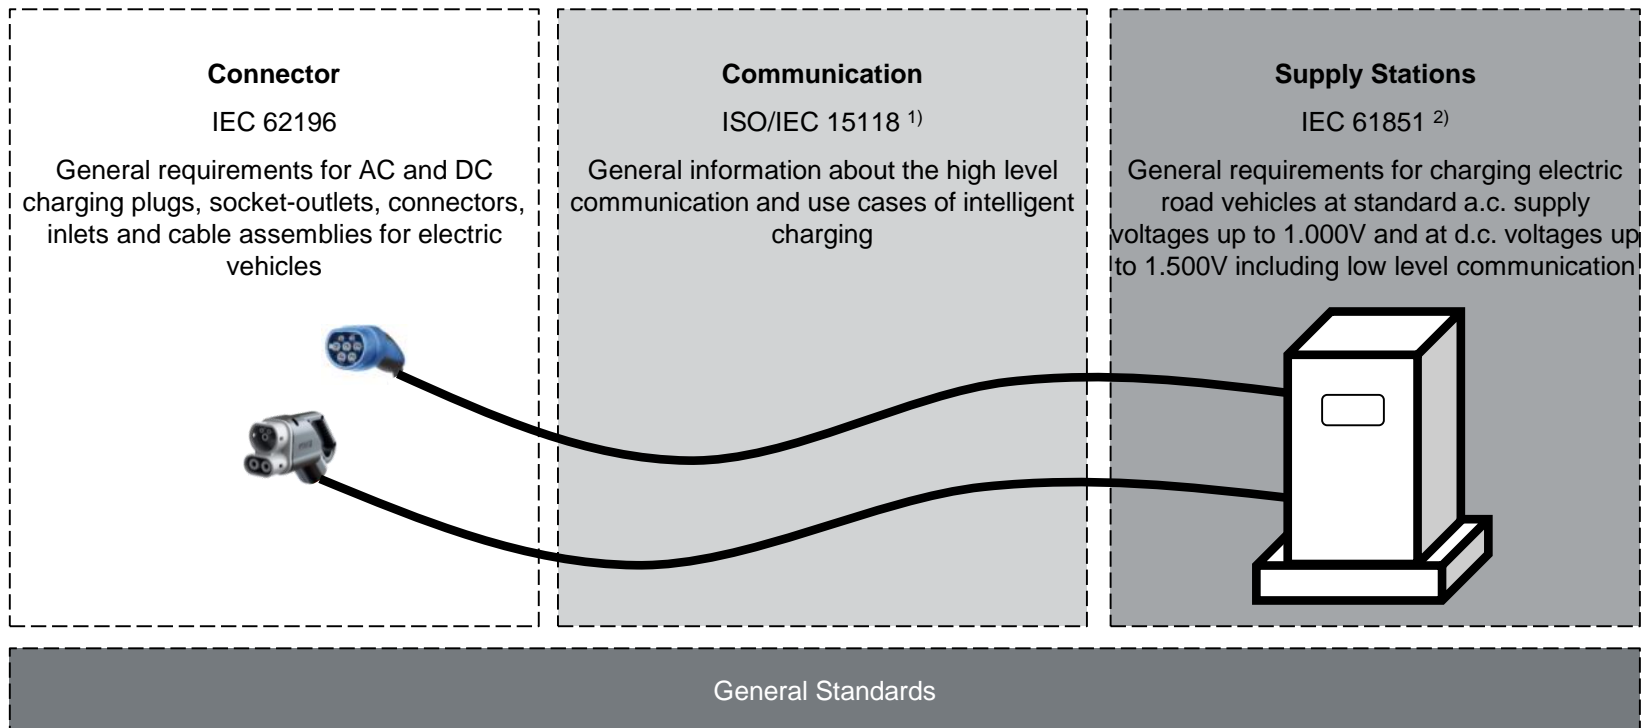 Connector
IEC 62196
General requirements for AC and DC
charging plugs, socket-outlets, connectors,
inlets and cable assemblies for electric
vehicles
Communication
ISO/IEC 15118 1)
General information about the high level
communication and use cases of intelligent
charging
Supply Stations
IEC 61851 2)
General requirements for charging electric
road vehicles at standard a.c. supply
voltages up to 1.000V and at d.c. voltages up
to 1.500V including low level communication
General Standards